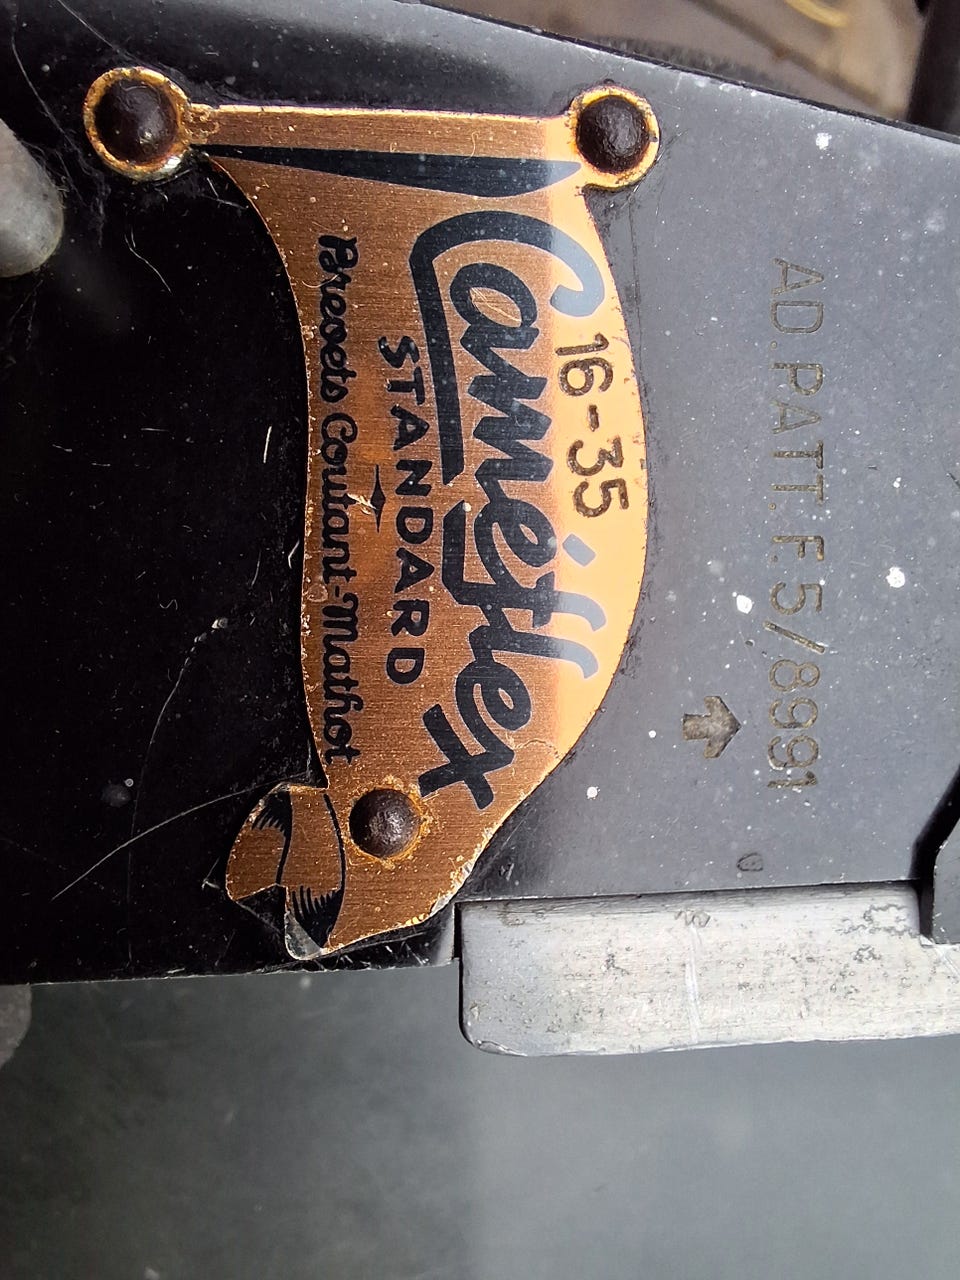 AD. PATT. F. 5/8991
16-35
Caméflex
STANDARD
Brevets Coutant-Mathot